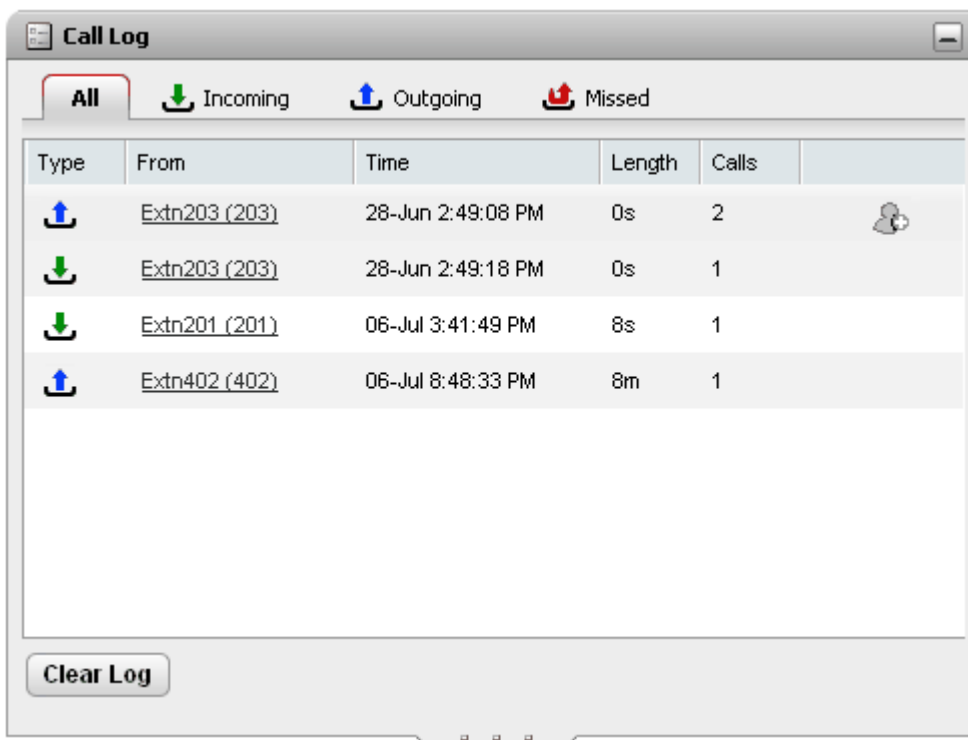 Call Log
All Incoming Outgoing Missed
Type From Time Length Calls
Extn203 (203) 28-Jun 2:49:08 PM 0s 2
Extn203 (203) 28-Jun 2:49:18 PM 0s 1
Extn201 (201) 06-Jul 3:41:49 PM 8s 1
Extn402 (402) 06-Jul 8:48:33 PM 8m 1
Clear Log